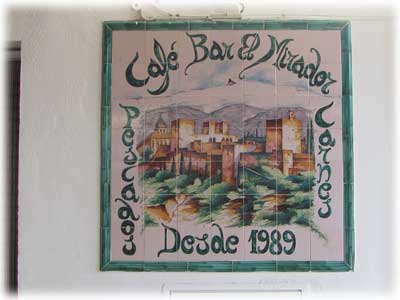 Café Bar El Mirador
Pescados
Carnes
Desde 1989